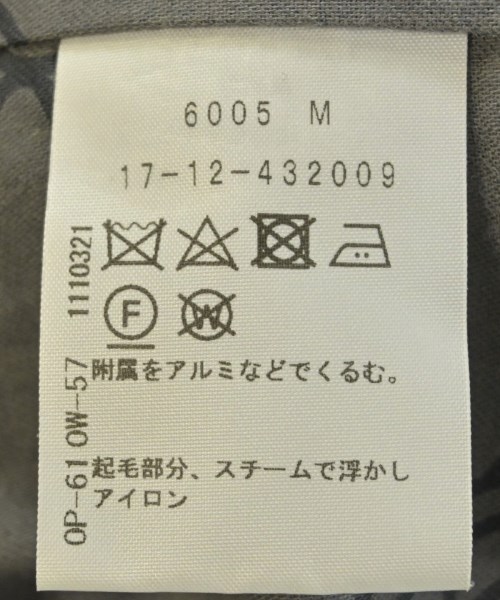 6005 M
17-12-432009
F
W
附属をアルミなどでくるむ。
起毛部分、スチームで浮かし
アイロン
OP-61 OW-57 1110321